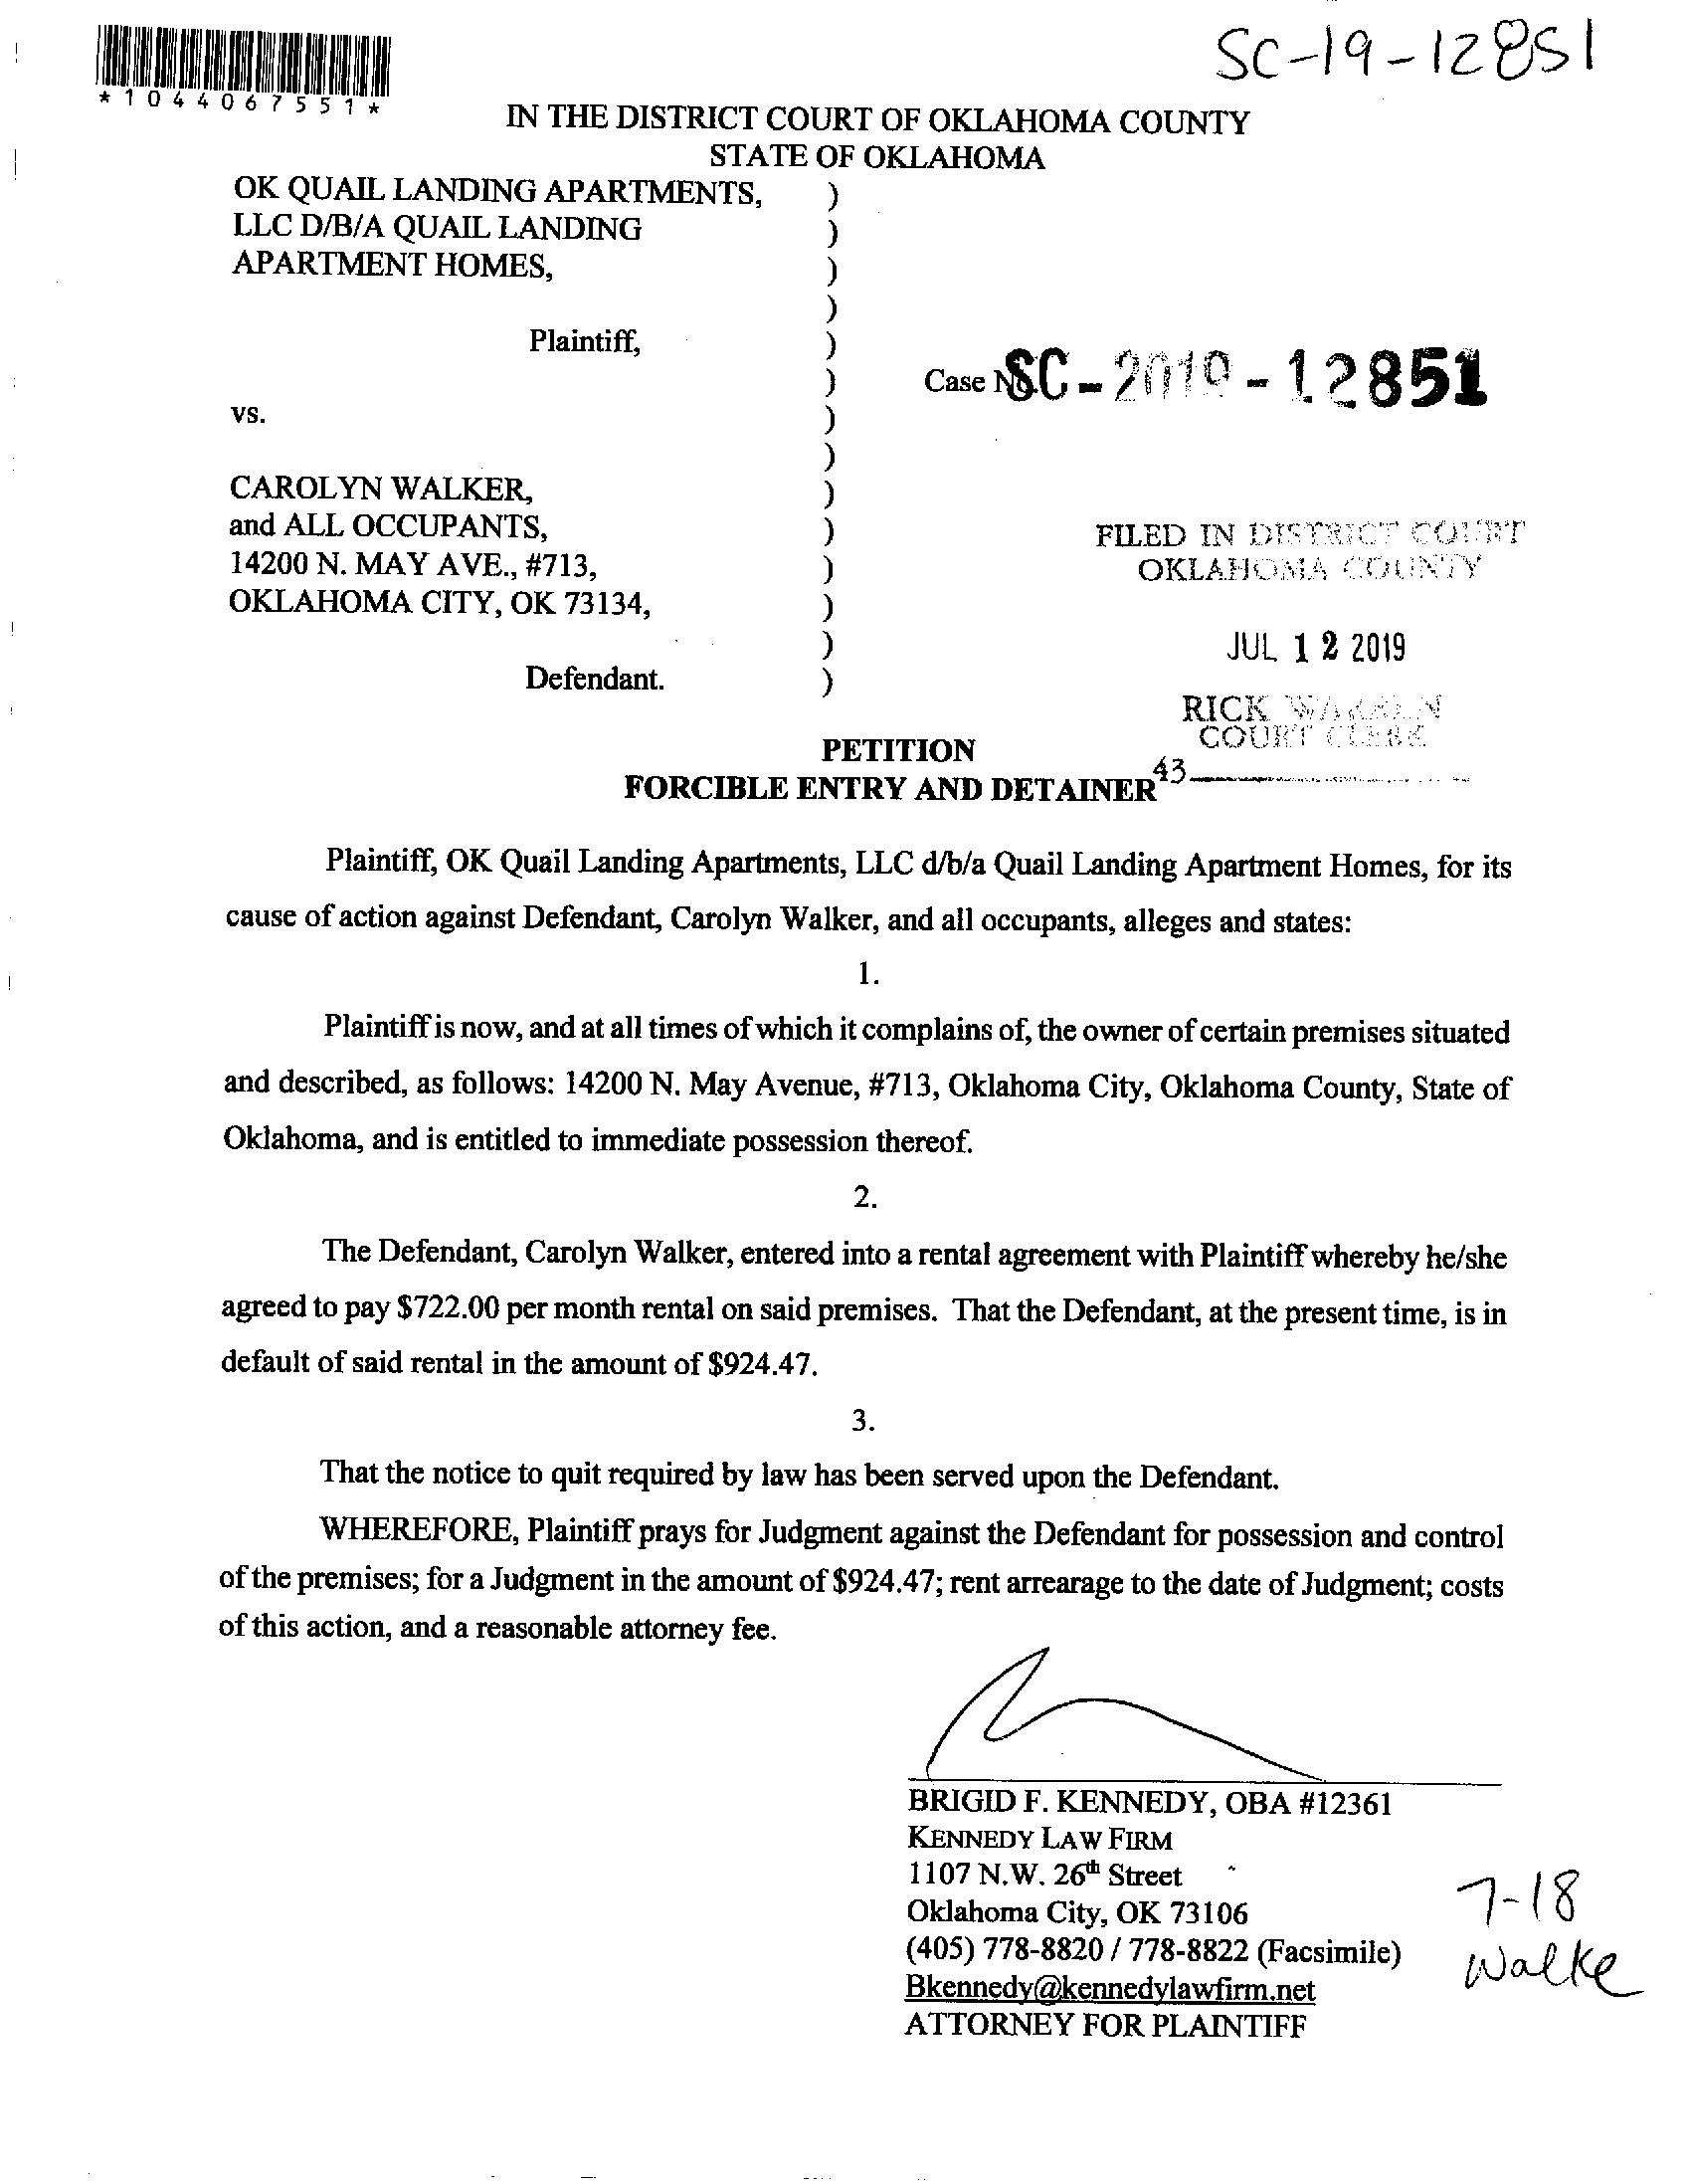 SC-19-12851
*1044067551*
IN THE DISTRICT COURT OF OKLAHOMA COUNTY
STATE OF OKLAHOMA
OK QUAIL LANDING APARTMENTS, )
LLC D/B/A QUAIL LANDING )
APARTMENT HOMES, )
)
Plaintiff, )
) Case No. SC-2019-12851
vs. )
)
CAROLYN WALKER, )
and ALL OCCUPANTS, ) FILED IN DISTRICT COURT
14200 N. MAY AVE., #713, ) OKLAHOMA COUNTY
OKLAHOMA CITY, OK 73134, )
) JUL 12 2019
Defendant. )
RICK WARREN
COURT CLERK
PETITION
FORCIBLE ENTRY AND DETAINER
43
Plaintiff, OK Quail Landing Apartments, LLC d/b/a Quail Landing Apartment Homes, for its
cause of action against Defendant, Carolyn Walker, and all occupants, alleges and states:
1.
Plaintiff is now, and at all times of which it complains of, the owner of certain premises situated
and described, as follows: 14200 N. May Avenue, #713, Oklahoma City, Oklahoma County, State of
Oklahoma, and is entitled to immediate possession thereof.
2.
The Defendant, Carolyn Walker, entered into a rental agreement with Plaintiff whereby he/she
agreed to pay $722.00 per month rental on said premises. That the Defendant, at the present time, is in
default of said rental in the amount of $924.47.
3.
That the notice to quit required by law has been served upon the Defendant.
WHEREFORE, Plaintiff prays for Judgment against the Defendant for possession and control
of the premises; for a Judgment in the amount of $924.47; rent arrearage to the date of Judgment; costs
of this action, and a reasonable attorney fee.
BRIGID F. KENNEDY, OBA #12361
KENNEDY LAW FIRM
1107 N.W. 26th Street
Oklahoma City, OK 73106
(405) 778-8820 / 778-8822 (Facsimile)
Bkennedy@kennedylawfirm.net
ATTORNEY FOR PLAINTIFF
7-18
Walke